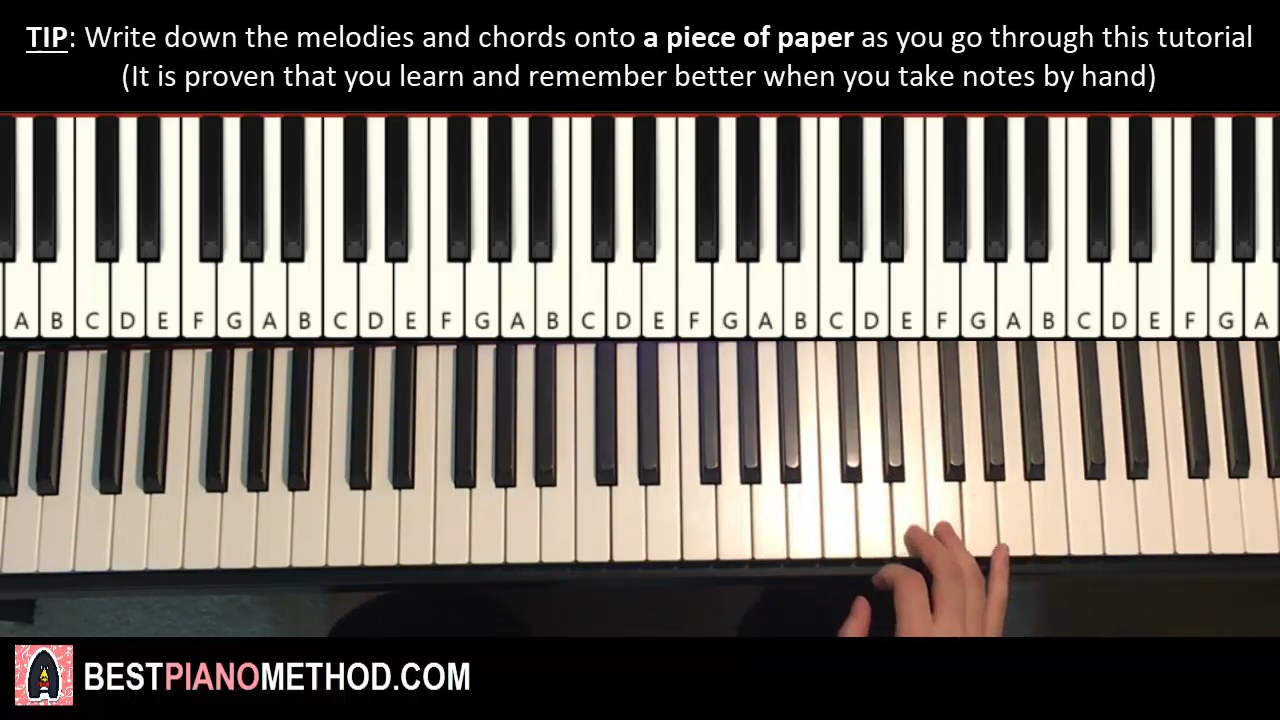 TIP: Write down the melodies and chords onto a piece of paper as you go through this tutorial
(It is proven that you learn and remember better when you take notes by hand)
A B C D E F G A B C D E F G A B C D E F G A B C D E F G A B C D E F G A
BESTPIANOMETHOD.COM